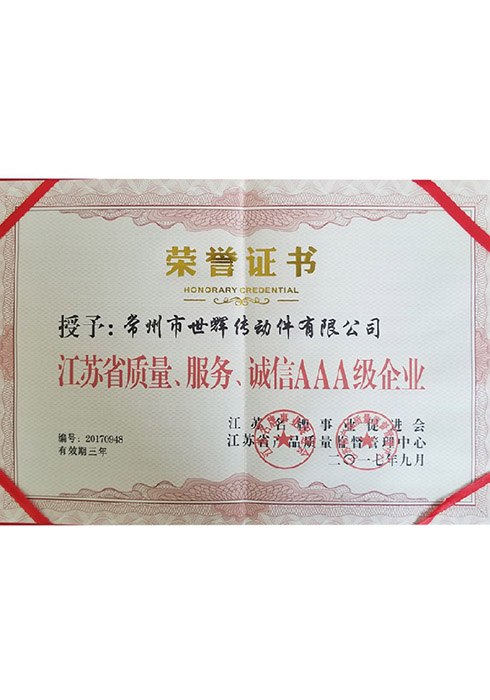 荣誉证书
HONORARY CREDENTIAL
授予：常州市世辉传动件有限公司
江苏省质量、服务、诚信AAA级企业
江苏名牌事业促进会
编号：20170948
江苏省产品质量监督管理中心
有效期三年
二〇一七年九月